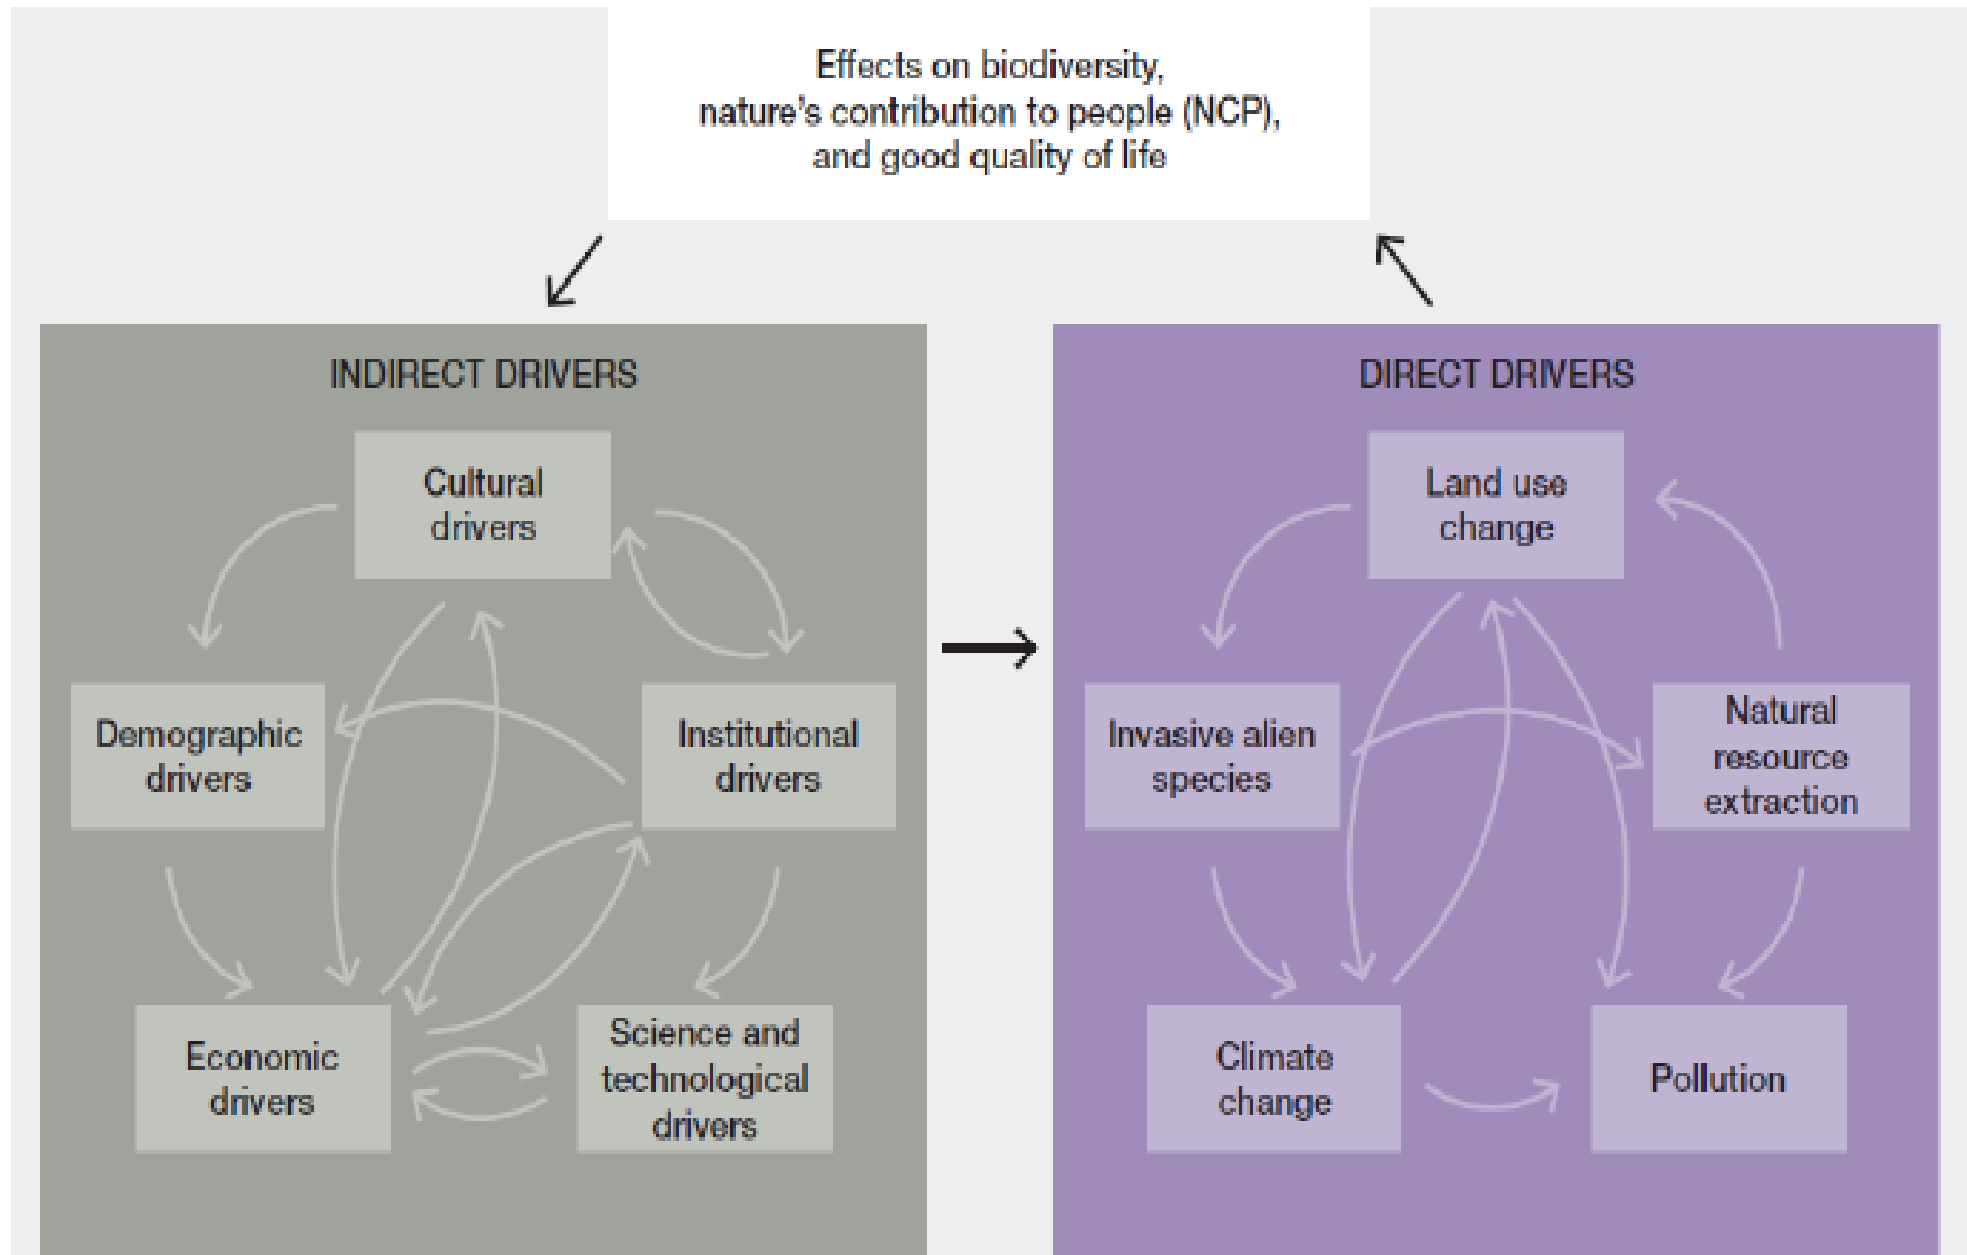 Effects on biodiversity,
nature's contribution to people (NCP),
and good quality of life
INDIRECT DRIVERS
Cultural
drivers
Demographic
drivers
Institutional
drivers
Economic
drivers
Science and
technological
drivers
DIRECT DRIVERS
Land use
change
Invasive alien
species
Natural
resource
extraction
Climate
change
Pollution